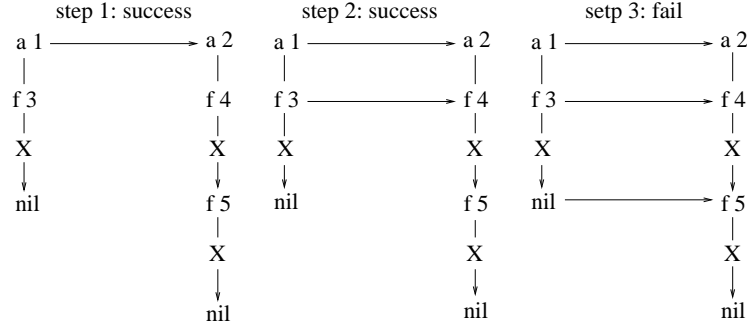 step 1: success step 2: success setp 3: fail
a 1 a 2 a 1 a 2 a 1 a 2
f 3 f 4 f 3 f 4 f 3 f 4
X X X X X X
nil f 5 nil f 5 nil f 5
X X X
nil nil nil